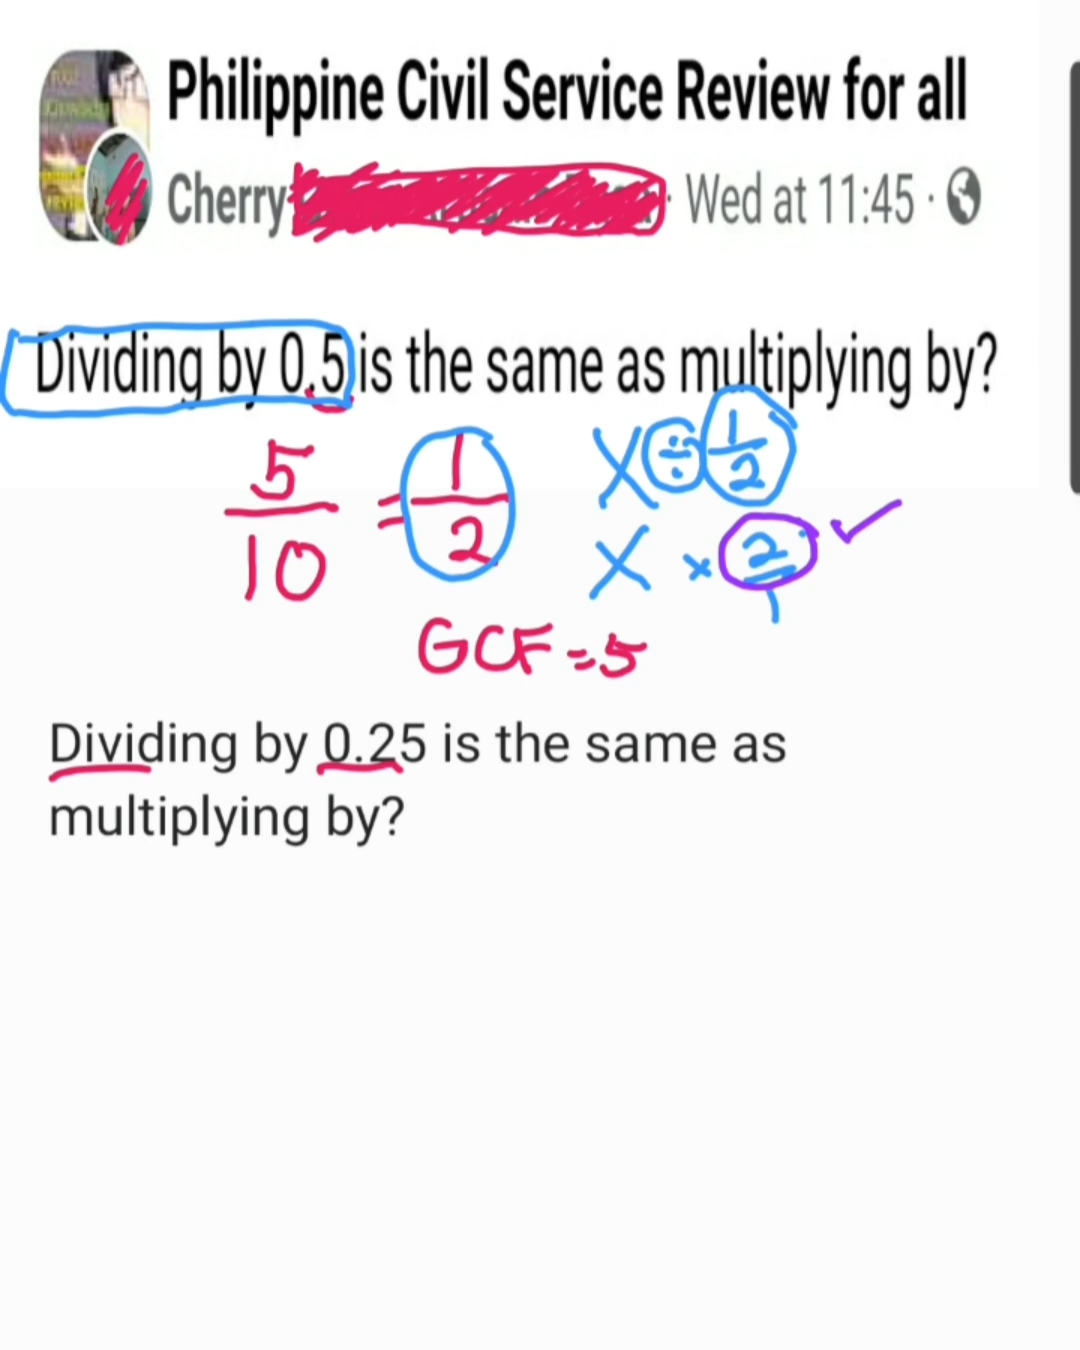 Philippine Civil Service Review for all
Cherry · Wed at 11:45 ·
Dividing by 0.5 is the same as multiplying by?
5/10 = 1/2
X ÷ 1/2
X × 2/1
GCF = 5
Dividing by 0.25 is the same as
multiplying by?